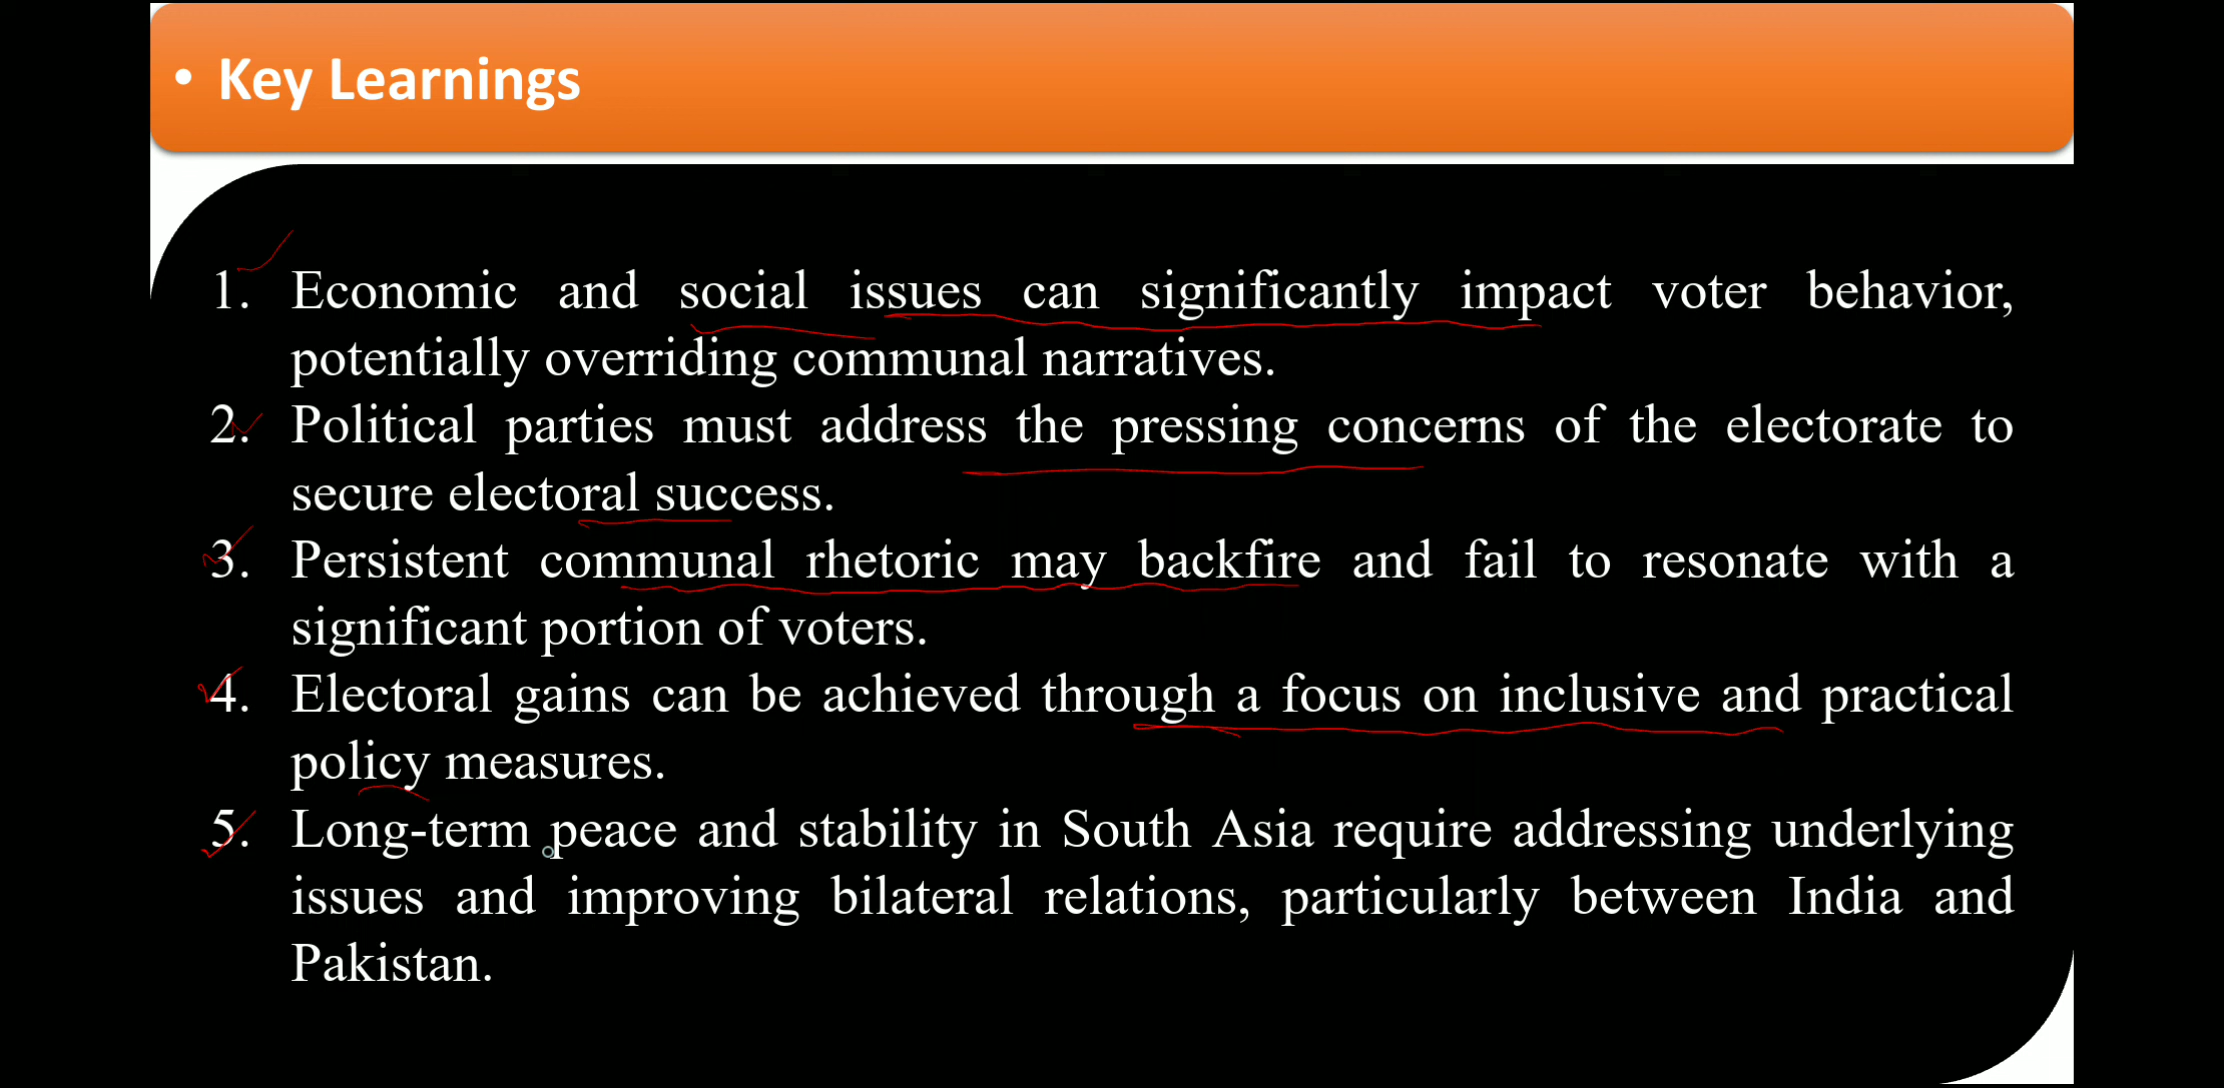 • Key Learnings
1. Economic and social issues can significantly impact voter behavior,
potentially overriding communal narratives.
2. Political parties must address the pressing concerns of the electorate to
secure electoral success.
3. Persistent communal rhetoric may backfire and fail to resonate with a
significant portion of voters.
4. Electoral gains can be achieved through a focus on inclusive and practical
policy measures.
5. Long-term peace and stability in South Asia require addressing underlying
issues and improving bilateral relations, particularly between India and
Pakistan.